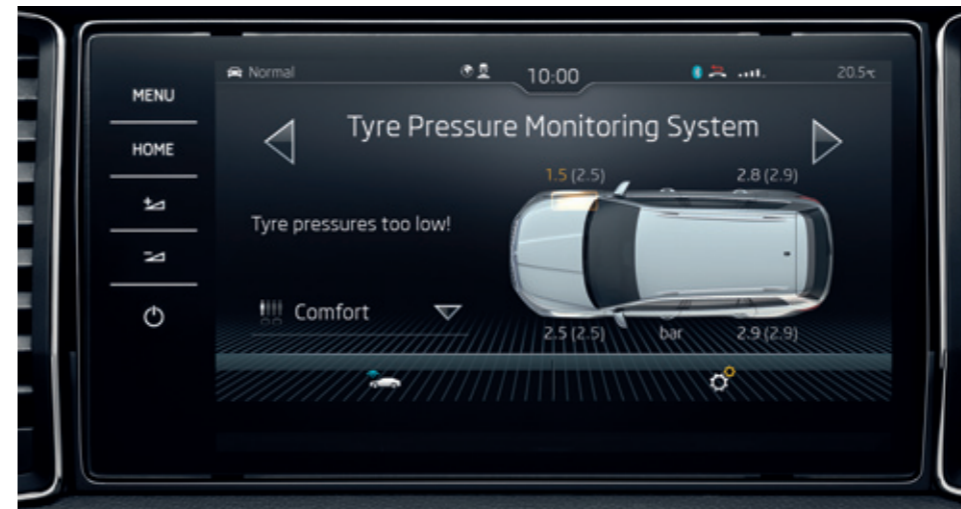 Normal
10:00
20.5°C
MENU
HOME
Tyre Pressure Monitoring System
1.5 (2.5)
2.8 (2.9)
Tyre pressures too low!
Comfort
2.5 (2.5)
bar
2.9 (2.9)